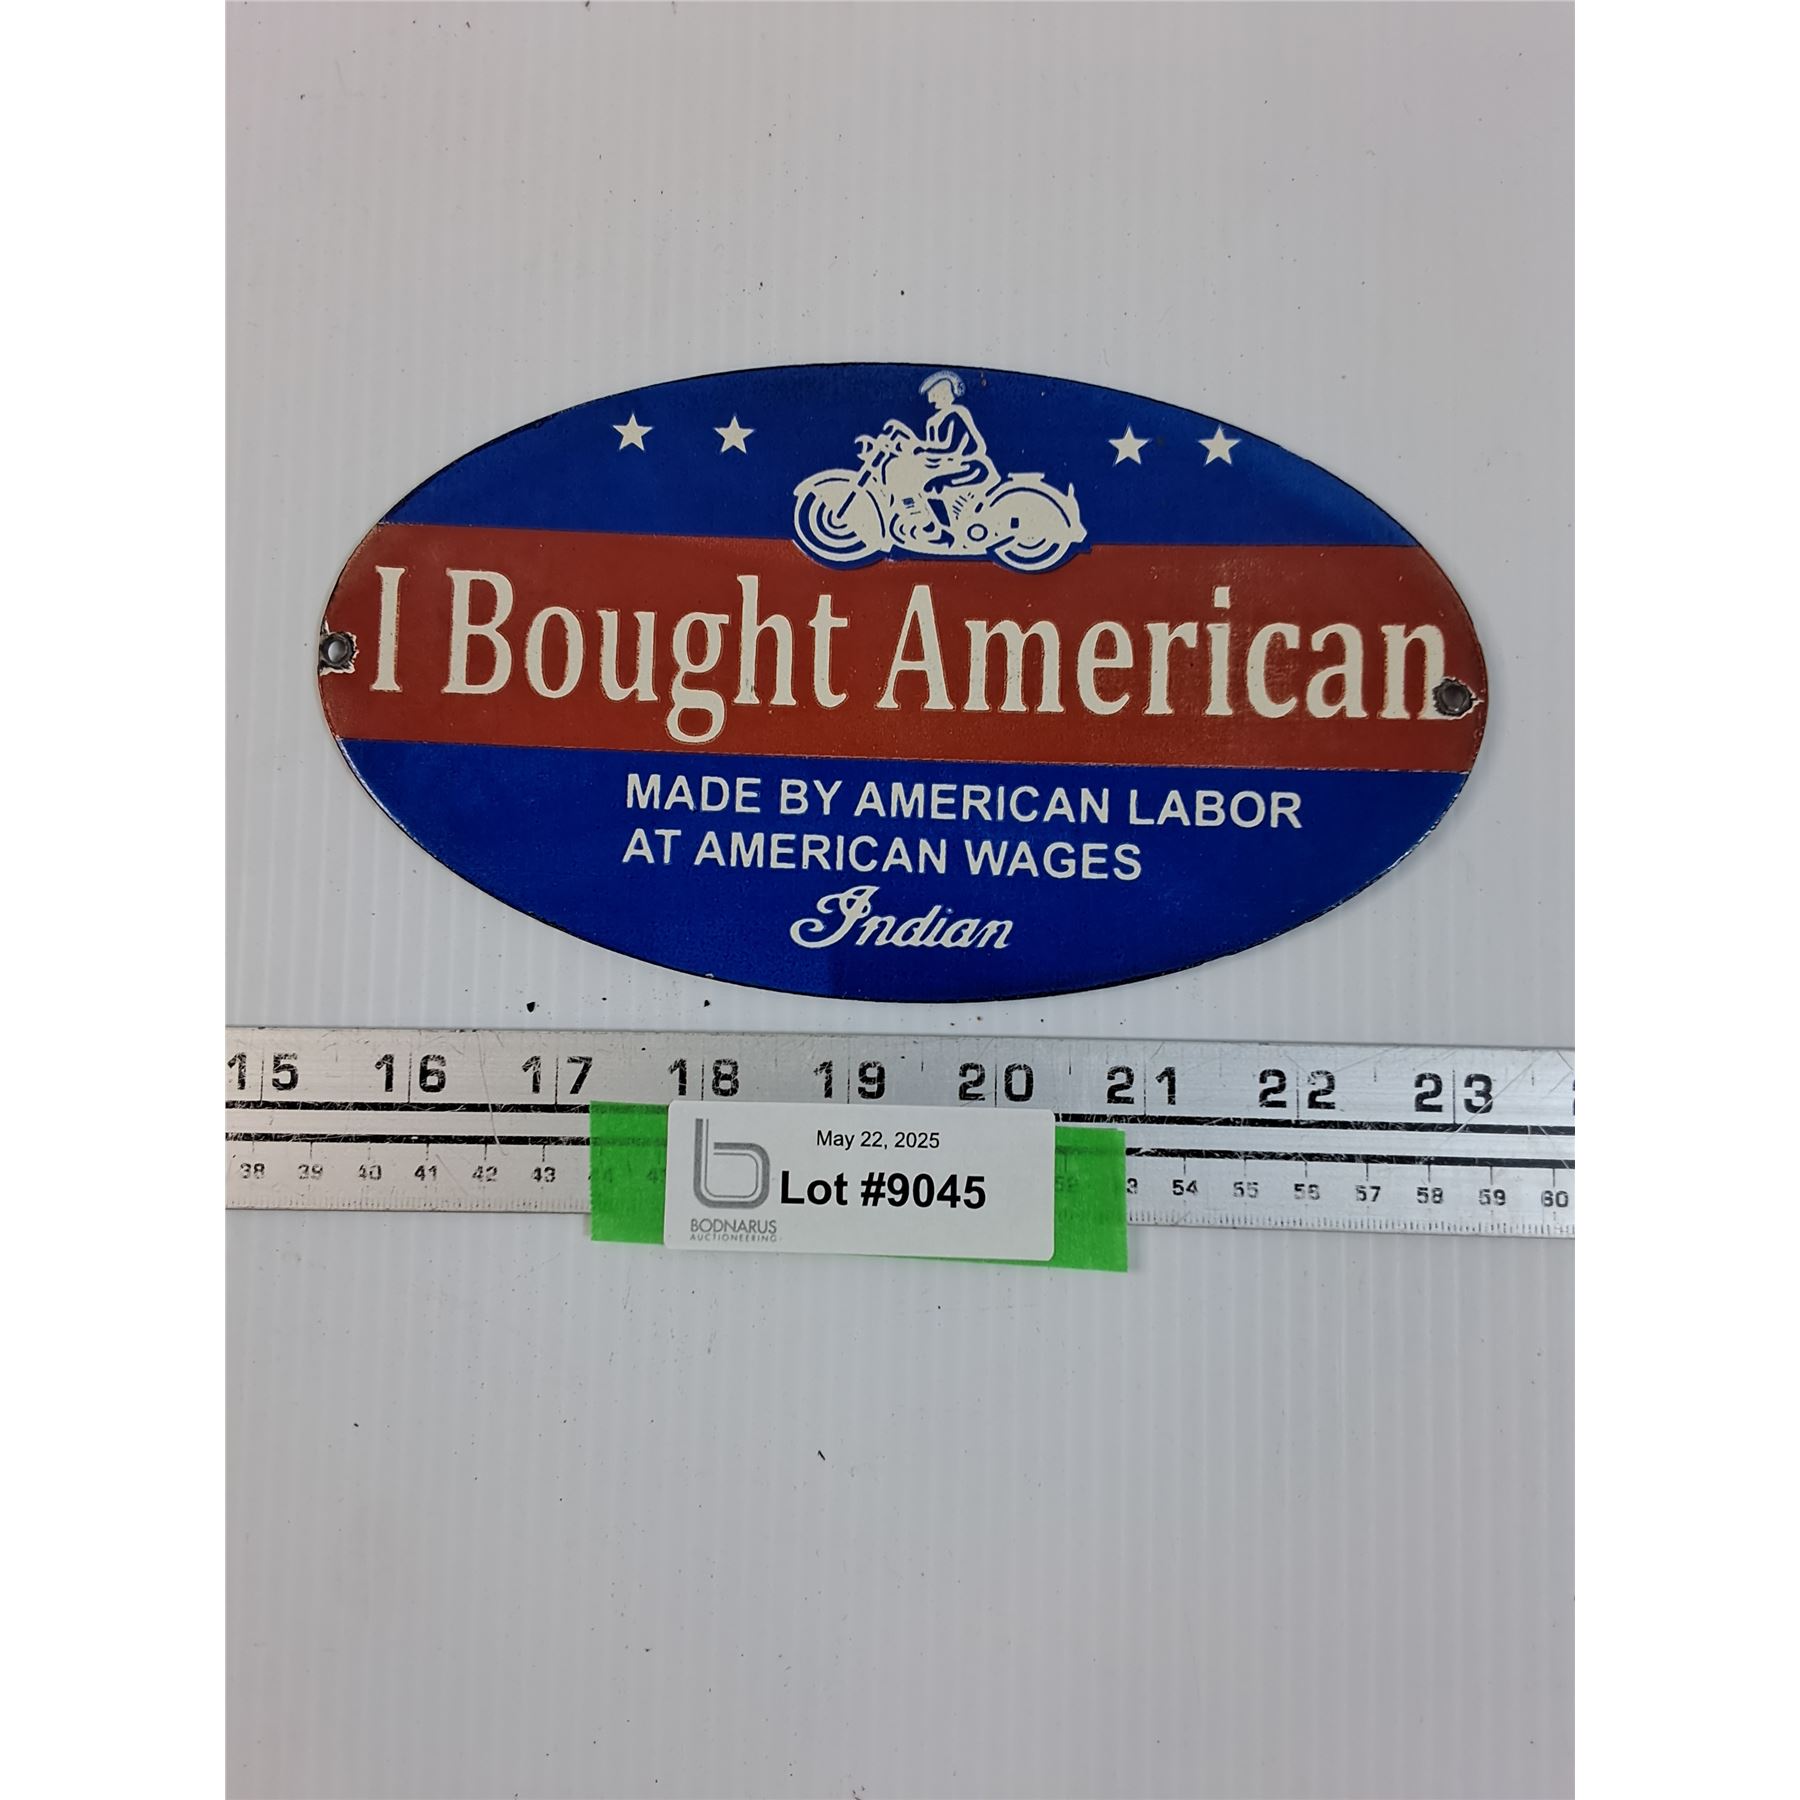 I Bought American
MADE BY AMERICAN LABOR
AT AMERICAN WAGES
Indian
15 16 17 18 19 20 21 22 23
May 22, 2025
Lot #9045
BODNARUS
AUCTIONEERING
38 39 40 41 42 43 54 55 56 57 58 59 60